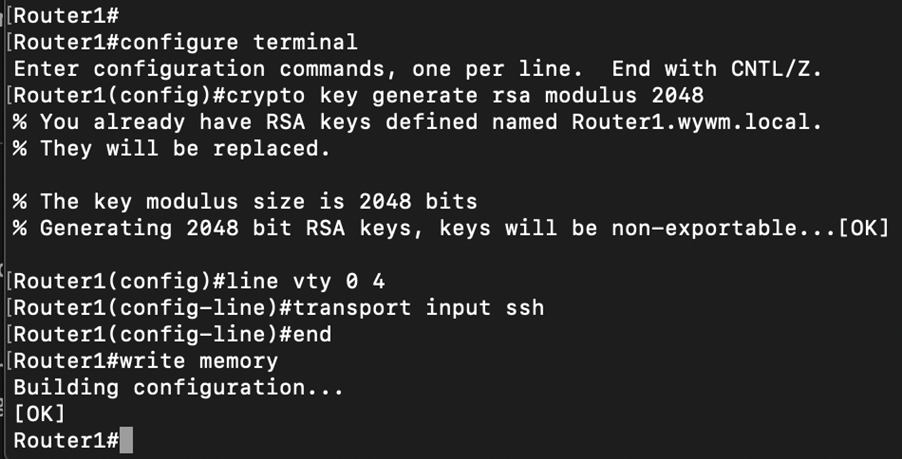 [Router1#
[Router1#configure terminal
Enter configuration commands, one per line.  End with CNTL/Z.
[Router1(config)#crypto key generate rsa modulus 2048
% You already have RSA keys defined named Router1.wywm.local.
% They will be replaced.

% The key modulus size is 2048 bits
% Generating 2048 bit RSA keys, keys will be non-exportable...[OK]

[Router1(config)#line vty 0 4
[Router1(config-line)#transport input ssh
[Router1(config-line)#end
[Router1#write memory
Building configuration...
[OK]
Router1#